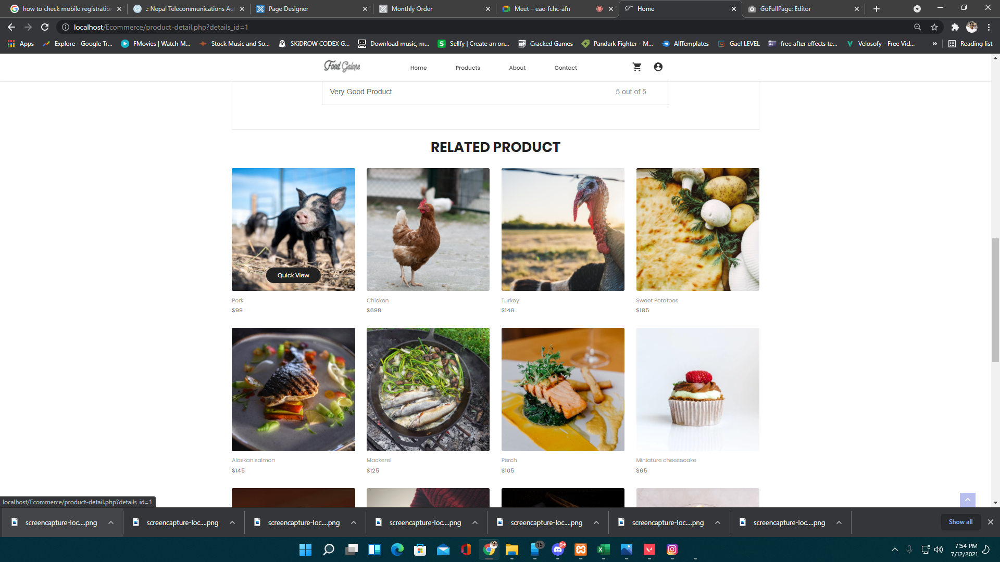 how to check mobile registratio
.: Nepal Telecommunications Au
Page Designer
Monthly Order
Meet – eae-fchc-afn
Home
GoFullPage: Editor
localhost/Ecommerce/product-detail.php?details_id=1
Apps
Explore - Google Tr...
FMovies | Watch M...
Stock Music and So...
SKiDROW CODEX G...
Download music, m...
Sellfy | Create an on...
Cracked Games
Pandark Fighter - M...
AllTemplates
Gael LEVEL
free after effects te...
Velosofy - Free Vid...
»
Reading list
Food Galore
Home
Products
About
Contact
Very Good Product
5 out of 5
RELATED PRODUCT
Quick View
Pork
$99
Chicken
$699
Turkey
$149
Sweet Potatoes
$185
Alaskan salmon
$145
Mackerel
$125
Perch
$105
Miniature cheesecake
$65
localhost/Ecommerce/product-detail.php?details_id=1
screencapture-loc....png
screencapture-loc....png
screencapture-loc....png
screencapture-loc....png
screencapture-loc....png
screencapture-loc....png
screencapture-loc....png
Show all
15
9+
7:54 PM
7/12/2021